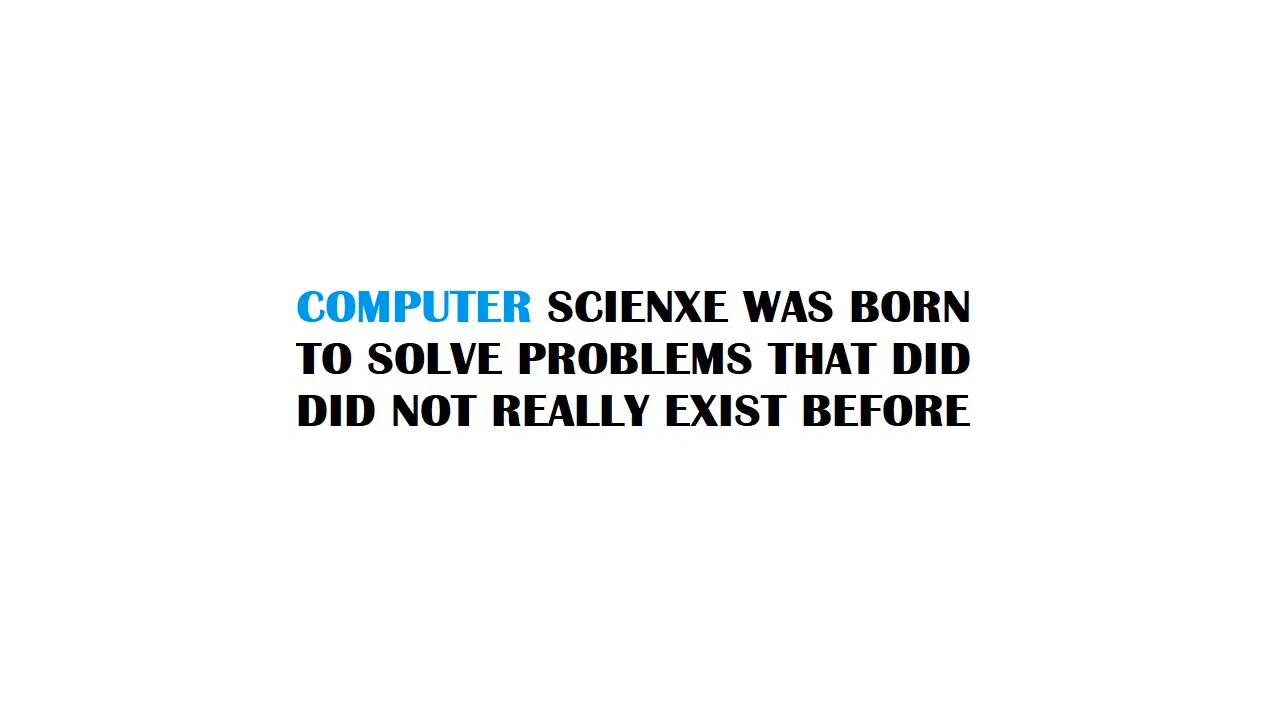 COMPUTER SCIENXE WAS BORN
TO SOLVE PROBLEMS THAT DID
DID NOT REALLY EXIST BEFORE